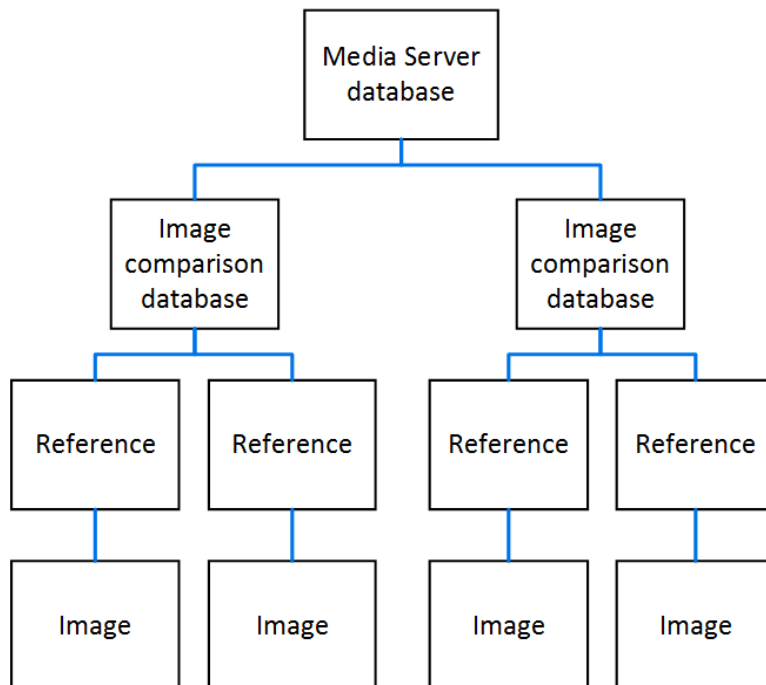 Media Server
database
Image
comparison
database
Image
comparison
database
Reference
Reference
Reference
Reference
Image
Image
Image
Image